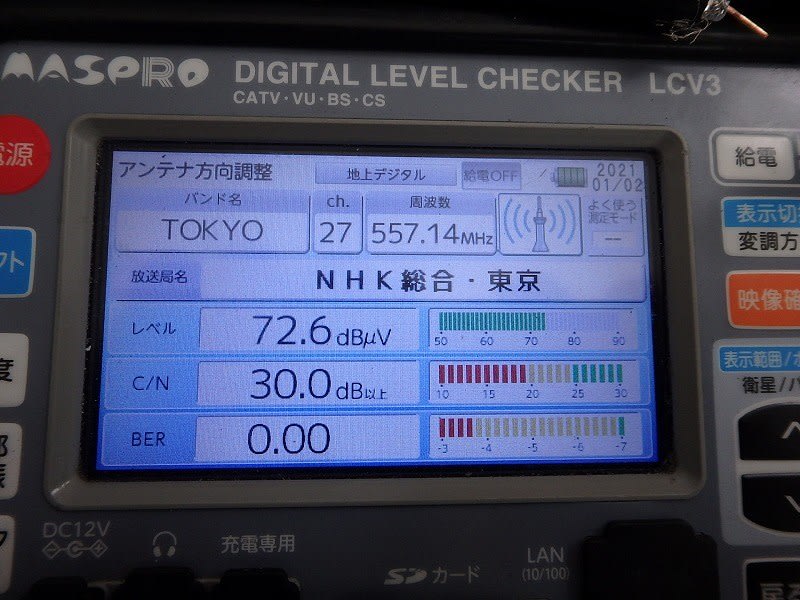 MASPRO DIGITAL LEVEL CHECKER LCV3
CATV・VU・BS・CS
電源
給電
アンテナ方向調整 地上デジタル 給電OFF 2021
01/02
バンド名 ch. 周波数 よく使う
測定モード
TOKYO 27 557.14MHz --
放送局名 NHK総合・東京
レベル 72.6 dBμV
50 60 70 80 90
C/N 30.0 dB以上
10 15 20 25 30
BER 0.00
-3 -4 -5 -6 -7
表示切
変調方
映像確
表示範囲/
衛星/
フト
度
DC12V
充電専用
SDカード
LAN
(10/100)